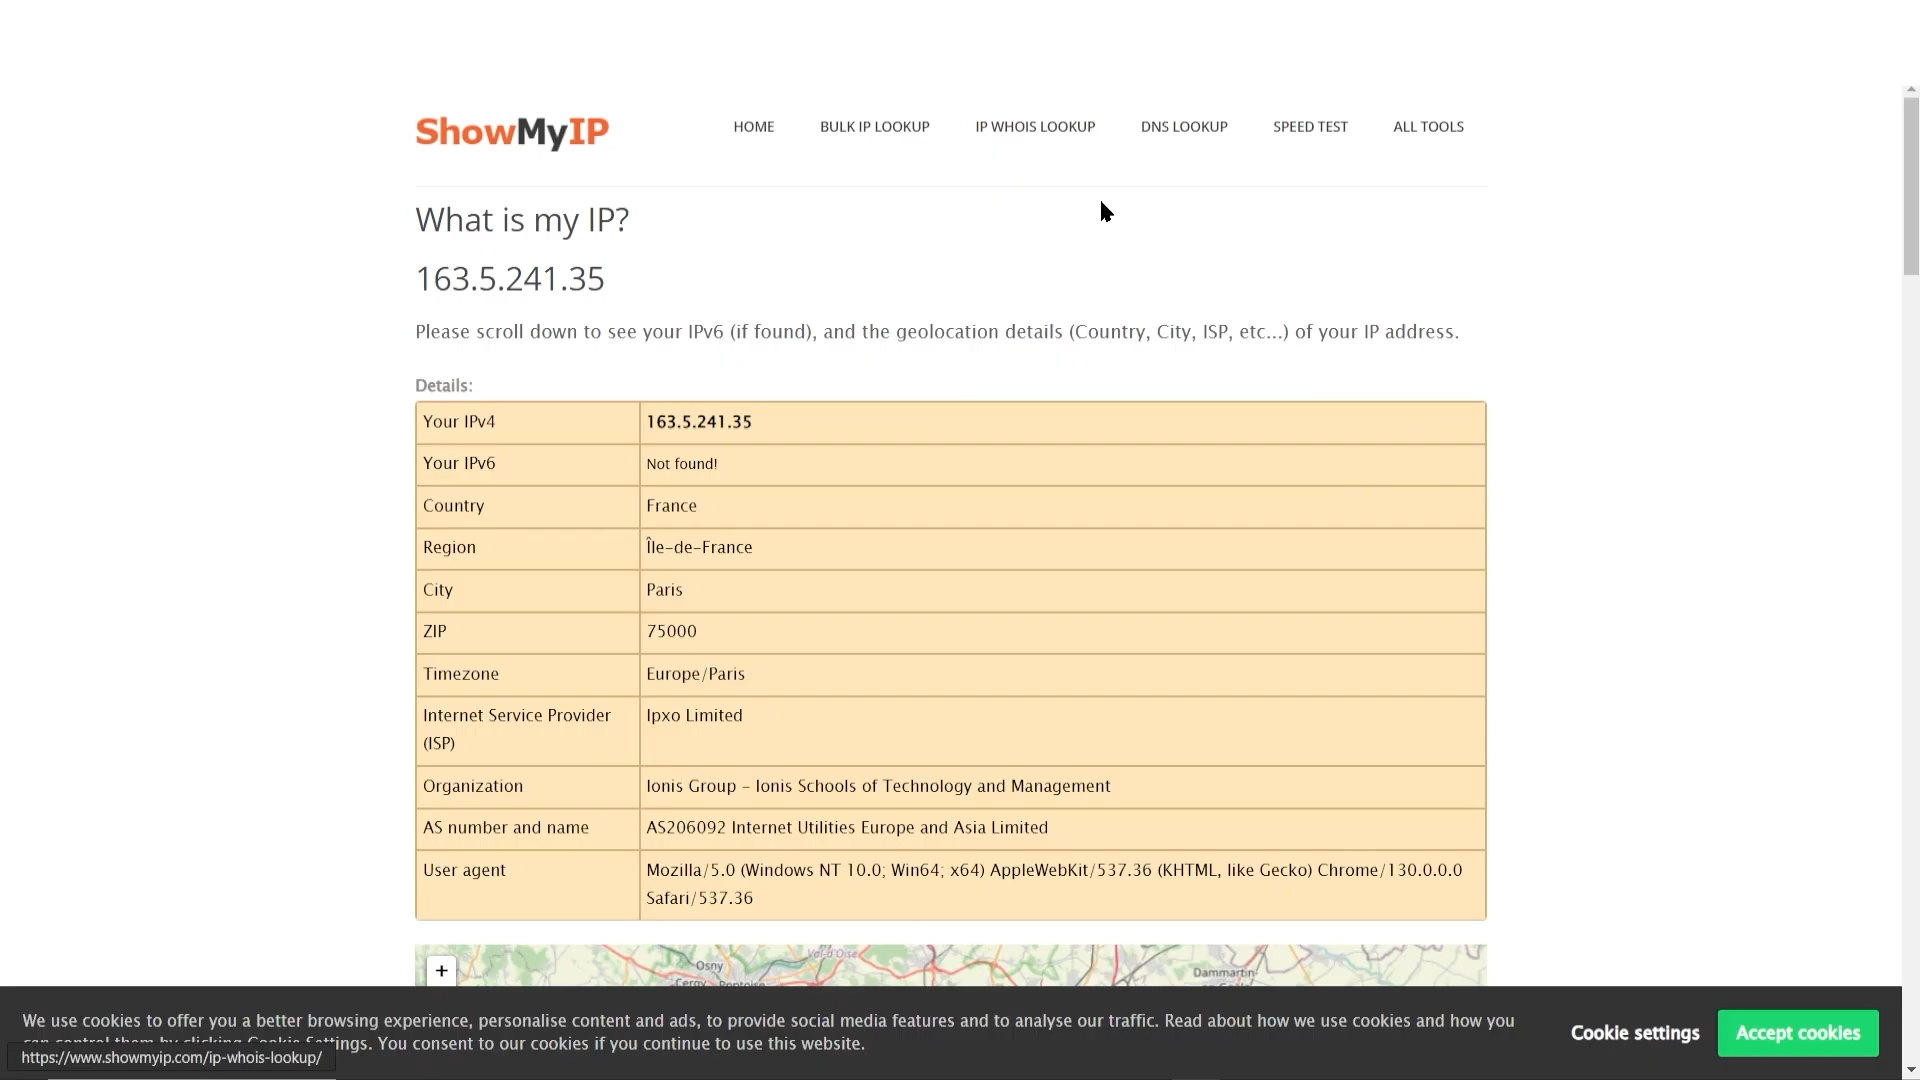 ShowMyIP
HOME BULK IP LOOKUP IP WHOIS LOOKUP DNS LOOKUP SPEED TEST ALL TOOLS
What is my IP?
163.5.241.35
Please scroll down to see your IPv6 (if found), and the geolocation details (Country, City, ISP, etc...) of your IP address.
Details:
Your IPv4 163.5.241.35
Your IPv6 Not found!
Country France
Region Île-de-France
City Paris
ZIP 75000
Timezone Europe/Paris
Internet Service Provider Ipxo Limited
(ISP)
Organization Ionis Group - Ionis Schools of Technology and Management
AS number and name AS206092 Internet Utilities Europe and Asia Limited
User agent Mozilla/5.0 (Windows NT 10.0; Win64; x64) AppleWebKit/537.36 (KHTML, like Gecko) Chrome/130.0.0.0
Safari/537.36
+
Osny
Val-d'Oise
Dammartin-
We use cookies to offer you a better browsing experience, personalise content and ads, to provide social media features and to analyse our traffic. Read about how we use cookies and how you
can control them by clicking Cookie Settings. You consent to our cookies if you continue to use this website.
Cookie settings
Accept cookies
https://www.showmyip.com/ip-whois-lookup/